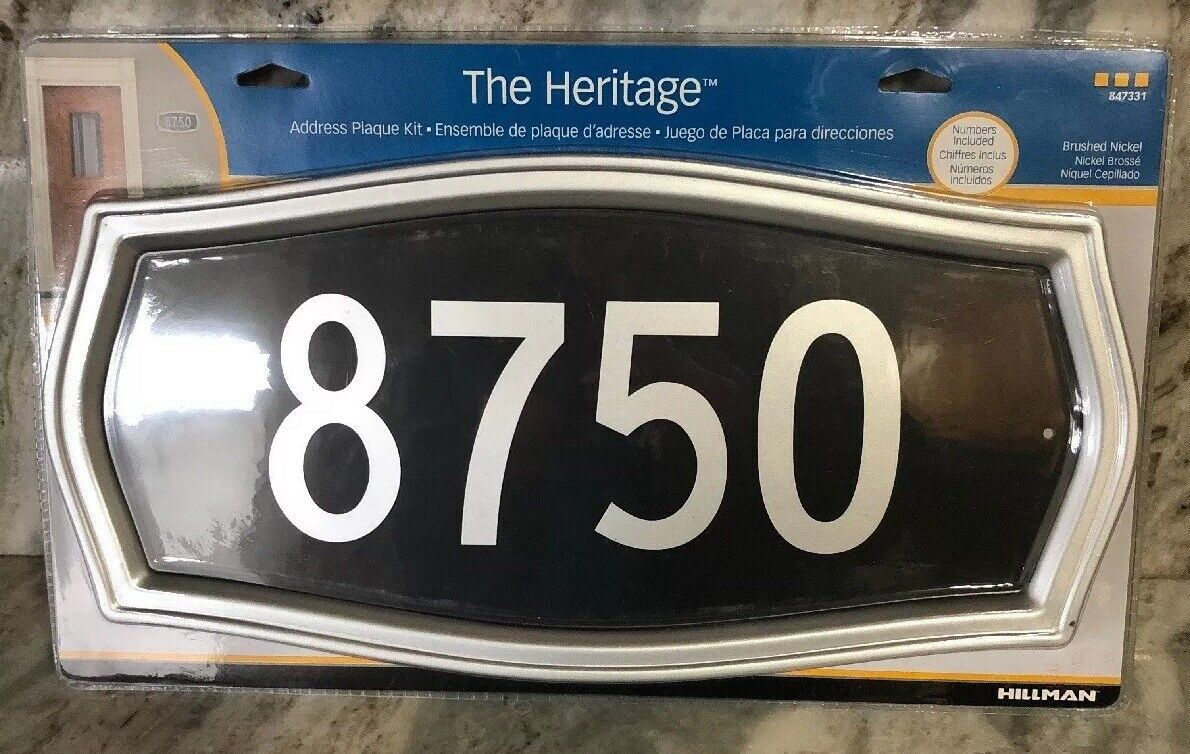 The Heritage™
Address Plaque Kit • Ensemble de plaque d'adresse • Juego de Placa para direcciones
847331
Numbers
Included
Chiffres Inclus
Números
Incluidos
Brushed Nickel
Nickel Brossé
Níquel Cepillado
8750
8750
HILLMAN